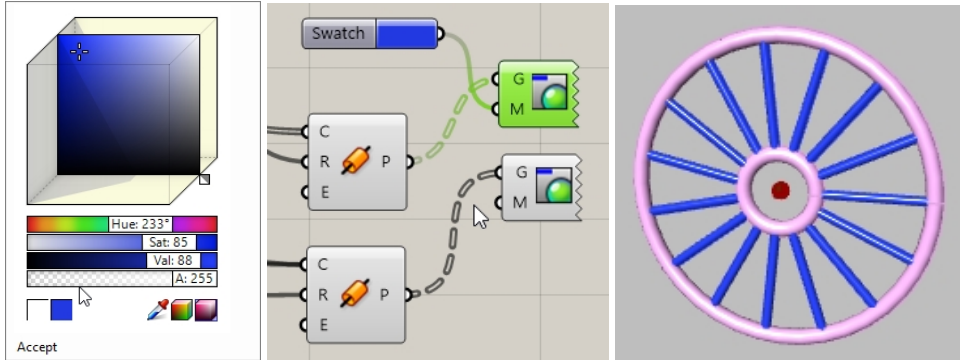 Hue: 233°
Sat: 85
Val: 88
A: 255
Accept
Swatch
G
M
C
R P
E
G
M
C
R P
E